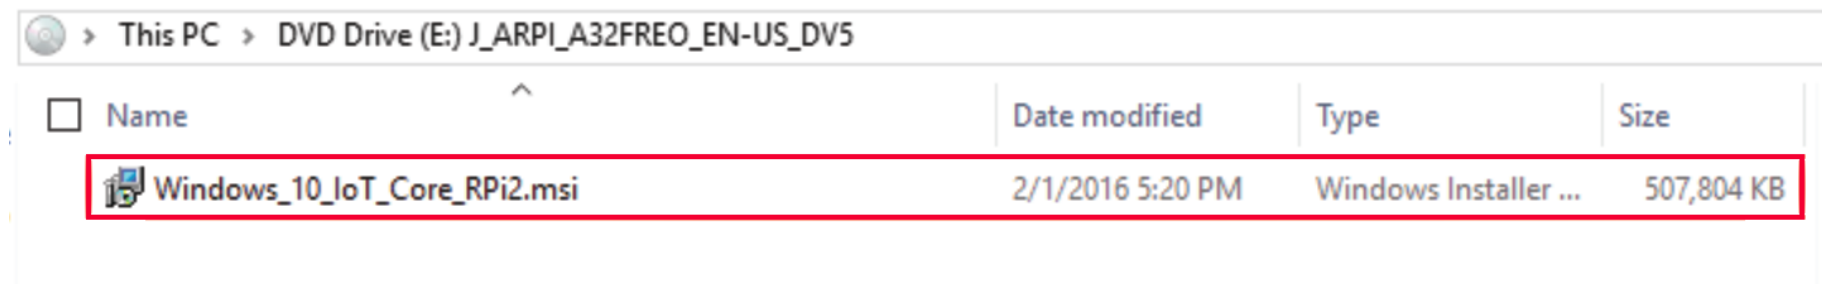 This PC > DVD Drive (E:) J_ARPI_A32FREO_EN-US_DV5
Name Date modified Type Size
Windows_10_IoT_Core_RPi2.msi 2/1/2016 5:20 PM Windows Installer ... 507,804 KB